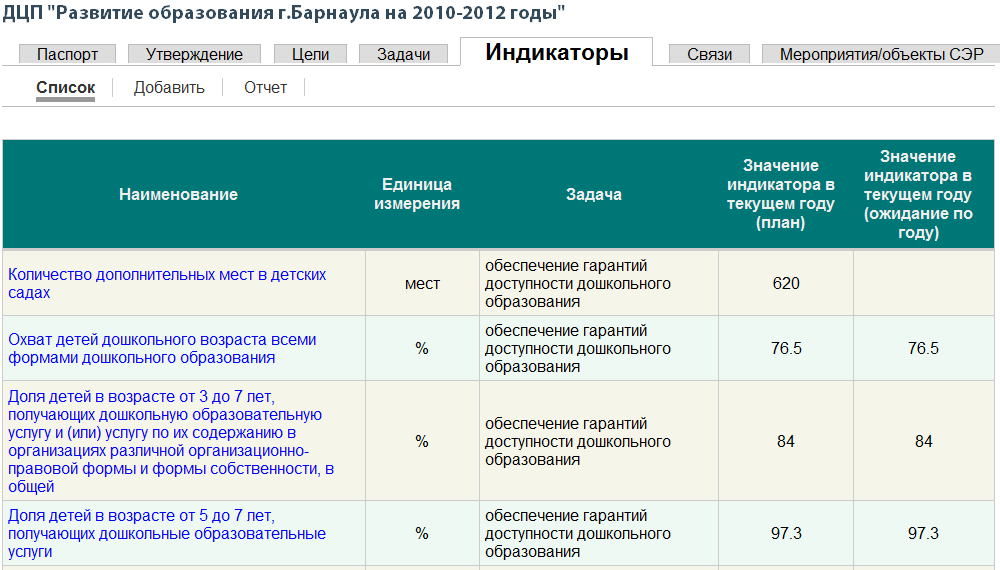 ДЦП "Развитие образования г.Барнаула на 2010-2012 годы"
Паспорт Утверждение Цели Задачи Индикаторы Связи Мероприятия/объекты СЭР
Список Добавить Отчет
Наименование
Единица
измерения
Задача
Значение
индикатора в
текущем году
(план)
Значение
индикатора в
текущем году
(ожидание по
году)
Количество дополнительных мест в детских
садах
мест
обеспечение гарантий
доступности дошкольного
образования
620
Охват детей дошкольного возраста всеми
формами дошкольного образования
%
обеспечение гарантий
доступности дошкольного
образования
76.5
76.5
Доля детей в возрасте от 3 до 7 лет,
получающих дошкольную образовательную
услугу и (или) услугу по их содержанию в
организациях различной организационно-
правовой формы и формы собственности, в
общей
%
обеспечение гарантий
доступности дошкольного
образования
84
84
Доля детей в возрасте от 5 до 7 лет,
получающих дошкольные образовательные
услуги
%
обеспечение гарантий
доступности дошкольного
образования
97.3
97.3